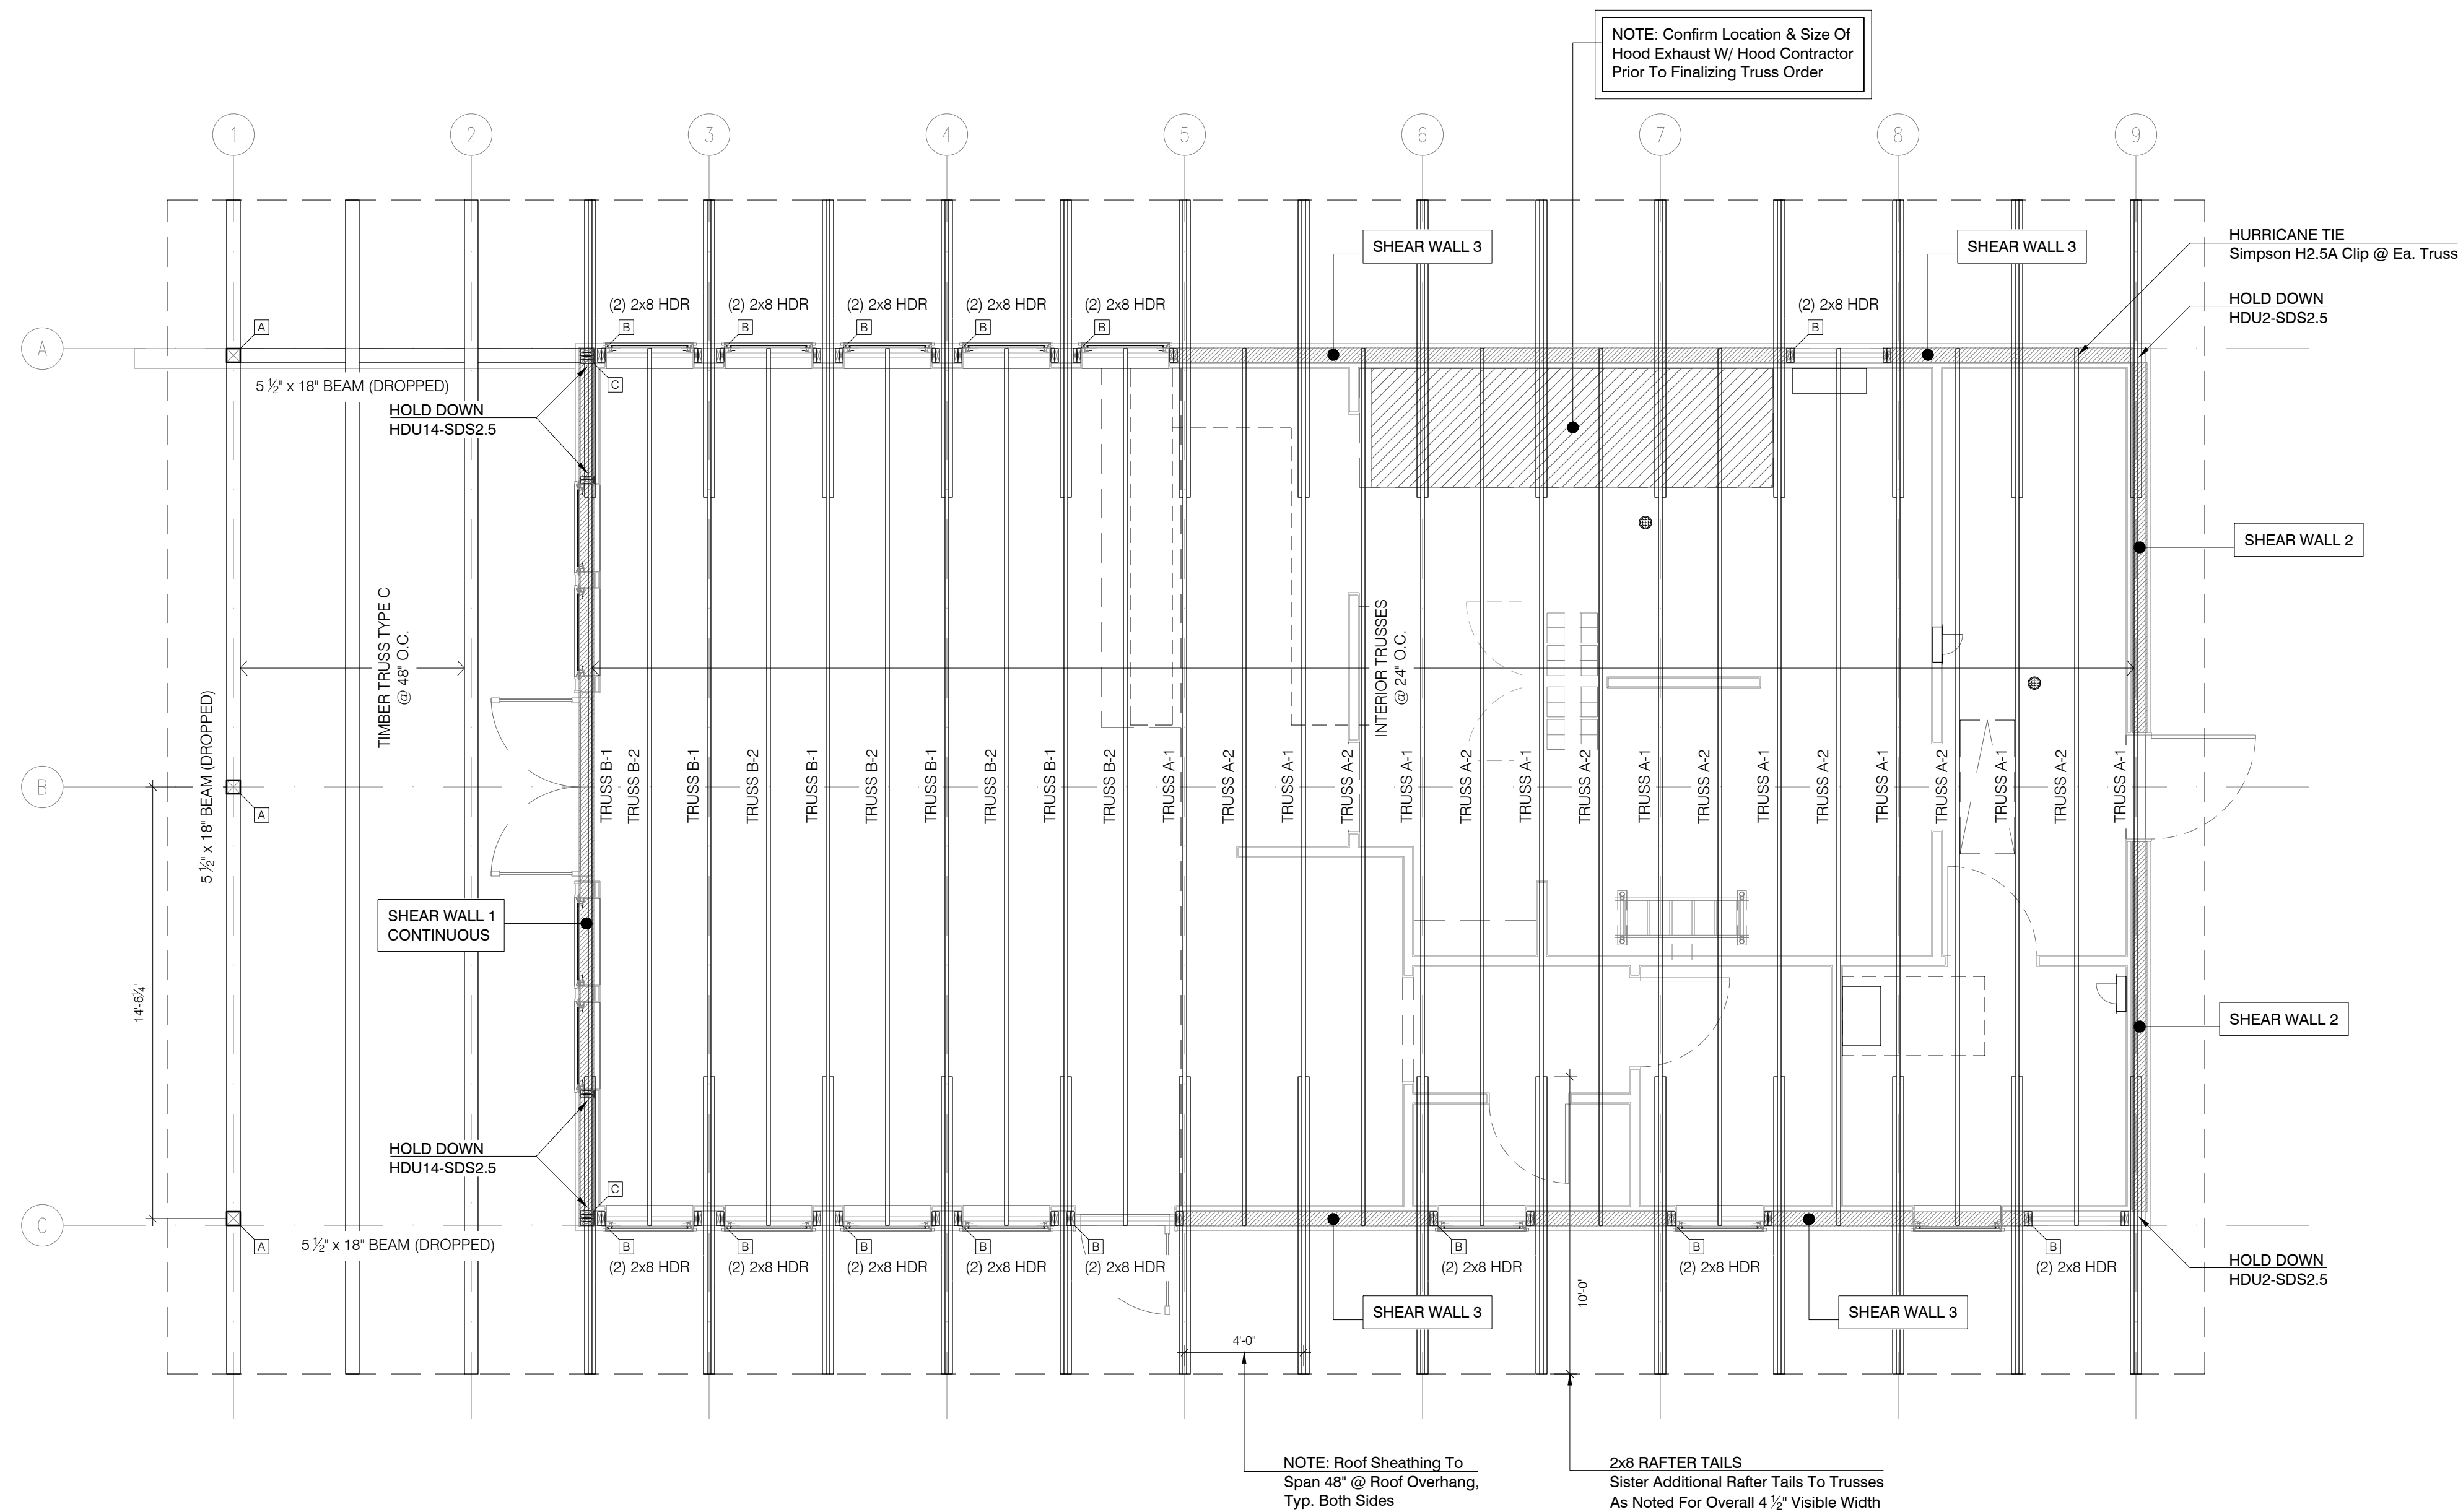 NOTE: Confirm Location & Size Of
Hood Exhaust W/ Hood Contractor
Prior To Finalizing Truss Order
1
2
3
4
5
6
7
8
9
SHEAR WALL 3
SHEAR WALL 3
HURRICANE TIE
Simpson H2.5A Clip @ Ea. Truss
HOLD DOWN
HDU2-SDS2.5
(2) 2x8 HDR
(2) 2x8 HDR
(2) 2x8 HDR
(2) 2x8 HDR
(2) 2x8 HDR
(2) 2x8 HDR
A
B
B
B
B
B
B
A
5 ½" x 18" BEAM (DROPPED)
C
HOLD DOWN
HDU14-SDS2.5
SHEAR WALL 2
TIMBER TRUSS TYPE C
@ 48" O.C.
INTERIOR TRUSSES
@ 24" O.C.
5 ½" x 18" BEAM (DROPPED)
B
A
TRUSS B-1
TRUSS B-2
TRUSS B-1
TRUSS B-2
TRUSS B-1
TRUSS B-2
TRUSS B-1
TRUSS B-2
TRUSS B-1
TRUSS B-2
TRUSS A-1
TRUSS A-2
TRUSS A-1
TRUSS A-2
TRUSS A-1
TRUSS A-2
TRUSS A-1
TRUSS A-2
TRUSS A-1
TRUSS A-2
TRUSS A-1
TRUSS A-2
TRUSS A-1
TRUSS A-2
TRUSS A-1
TRUSS A-2
TRUSS A-1
SHEAR WALL 1
CONTINUOUS
14'-6¼"
SHEAR WALL 2
HOLD DOWN
HDU14-SDS2.5
C
C
A
5 ½" x 18" BEAM (DROPPED)
B
B
B
B
B
B
B
B
(2) 2x8 HDR
(2) 2x8 HDR
(2) 2x8 HDR
(2) 2x8 HDR
(2) 2x8 HDR
(2) 2x8 HDR
(2) 2x8 HDR
(2) 2x8 HDR
HOLD DOWN
HDU2-SDS2.5
10'-0"
SHEAR WALL 3
SHEAR WALL 3
4'-0"
NOTE: Roof Sheathing To
Span 48" @ Roof Overhang,
Typ. Both Sides
2x8 RAFTER TAILS
Sister Additional Rafter Tails To Trusses
As Noted For Overall 4 ½" Visible Width